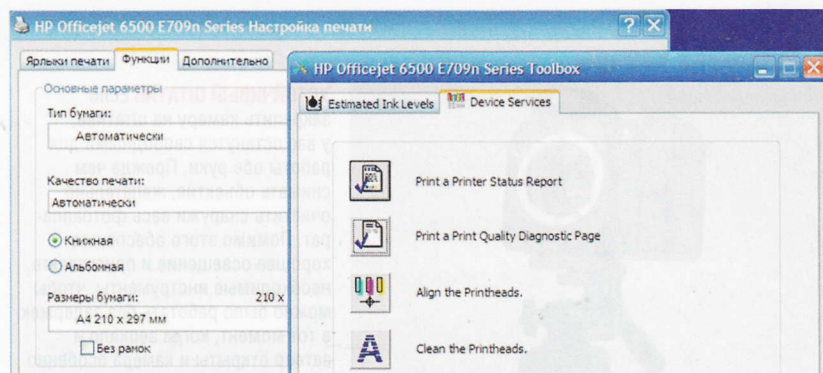 HP Officejet 6500 E709n Series Настройка печати
Ярлыки печати Функции Дополнительно
Основные параметры
Тип бумаги:
Автоматически
Качество печати:
Автоматически
Книжная
Альбомная
Размеры бумаги: 210 x
A4 210 x 297 мм
Без рамок
HP Officejet 6500 E709n Series Toolbox
Estimated Ink Levels Device Services
Print a Printer Status Report
Print a Print Quality Diagnostic Page
Align the Printheads.
Clean the Printheads.